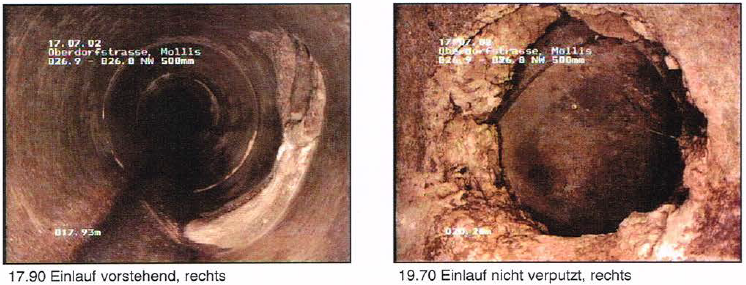 17.07.02
Oberdorfstrasse, Mollis
026.9 - 026.8 NW 500mm
017.93m
17.90 Einlauf vorstehend, rechts
Oberdorfstrasse, Mollis
026.9 - 026.8 NW 500mm
19.70 Einlauf nicht verputzt, rechts